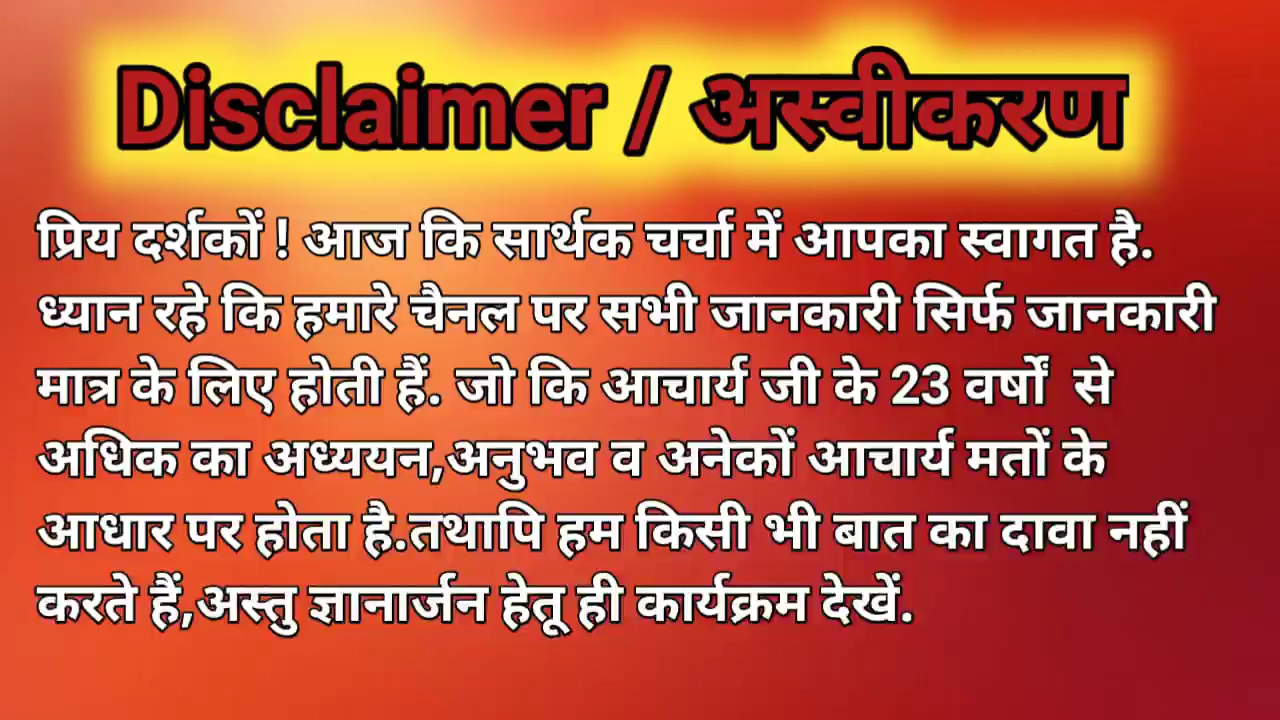 Disclaimer / अस्वीकरण
प्रिय दर्शकों ! आज कि सार्थक चर्चा में आपका स्वागत है.
ध्यान रहे कि हमारे चैनल पर सभी जानकारी सिर्फ जानकारी
मात्र के लिए होती हैं. जो कि आचार्य जी के 23 वर्षों से
अधिक का अध्ययन,अनुभव व अनेकों आचार्य मतों के
आधार पर होता है.तथापि हम किसी भी बात का दावा नहीं
करते हैं,अस्तु ज्ञानार्जन हेतू ही कार्यक्रम देखें.